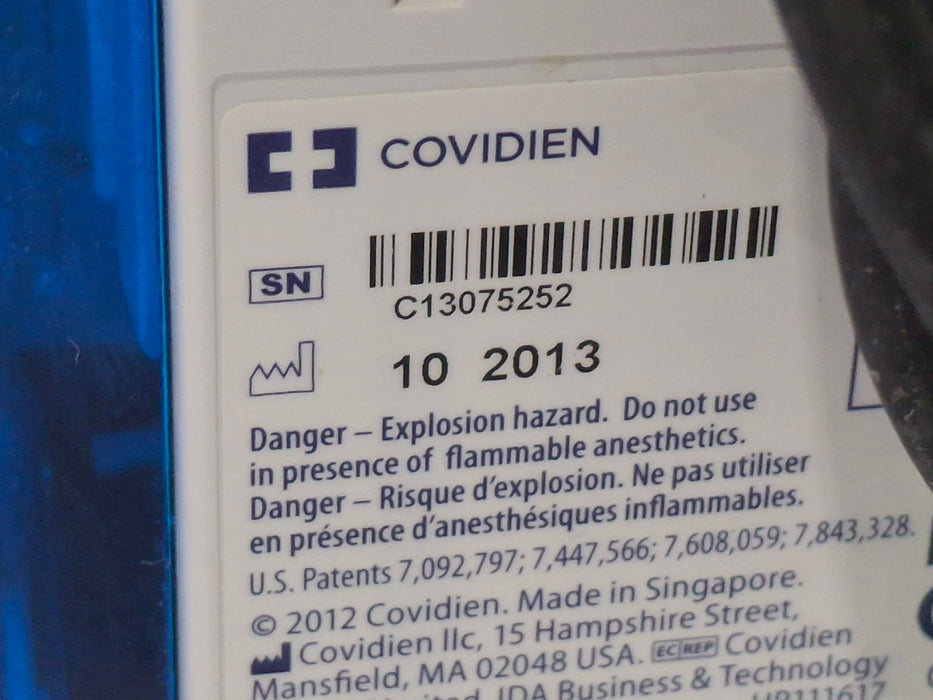 COVIDIEN
SN
C13075252
10 2013
Danger – Explosion hazard. Do not use
in presence of flammable anesthetics.
Danger – Risque d'explosion. Ne pas utiliser
en présence d'anesthésiques inflammables.
U.S. Patents 7,092,797; 7,447,566; 7,608,059; 7,843,328.
© 2012 Covidien. Made in Singapore.
Covidien llc, 15 Hampshire Street,
Mansfield, MA 02048 USA. EC REP Covidien
IDA Business & Technology